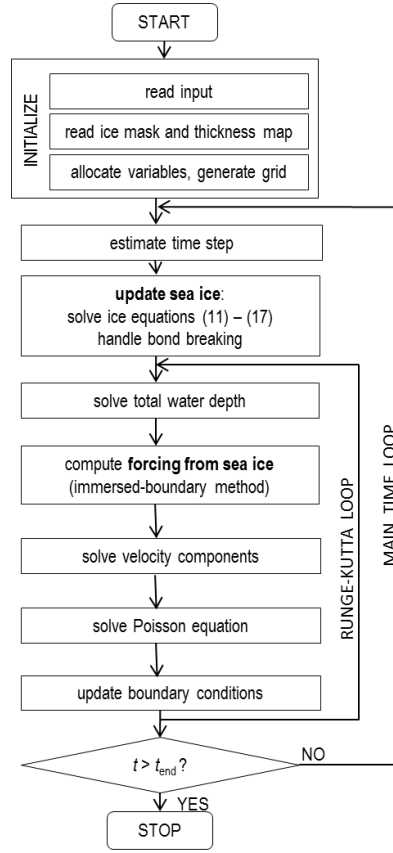 START
INITIALIZE
read input
read ice mask and thickness map
allocate variables, generate grid
estimate time step
update sea ice:
solve ice equations (11) – (17)
handle bond breaking
solve total water depth
compute forcing from sea ice
(immersed-boundary method)
solve velocity components
solve Poisson equation
update boundary conditions
RUNGE-KUTTA LOOP
MAIN TIME LOOP
t > tend ?
NO
YES
STOP